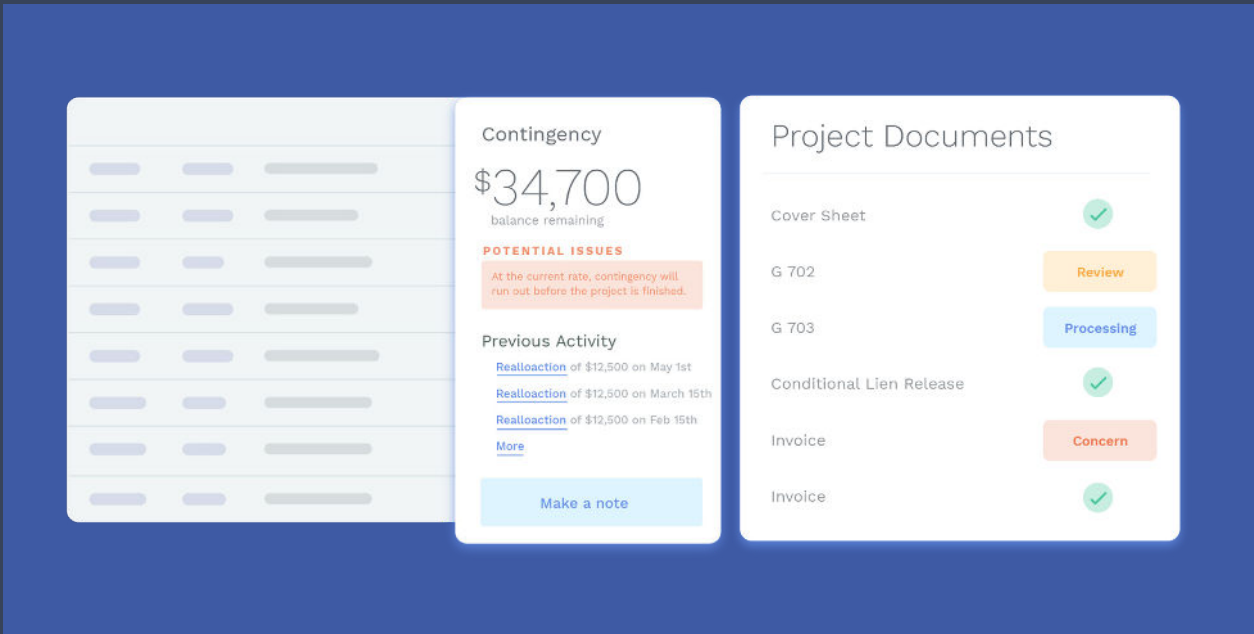 Contingency
$34,700
balance remaining
POTENTIAL ISSUES
At the current rate, contingency will
run out before the project is finished.
Previous Activity
Realloaction of $12,500 on May 1st
Realloaction of $12,500 on March 15th
Realloaction of $12,500 on Feb 15th
More
Make a note
Project Documents
Cover Sheet
G 702 Review
G 703 Processing
Conditional Lien Release
Invoice Concern
Invoice